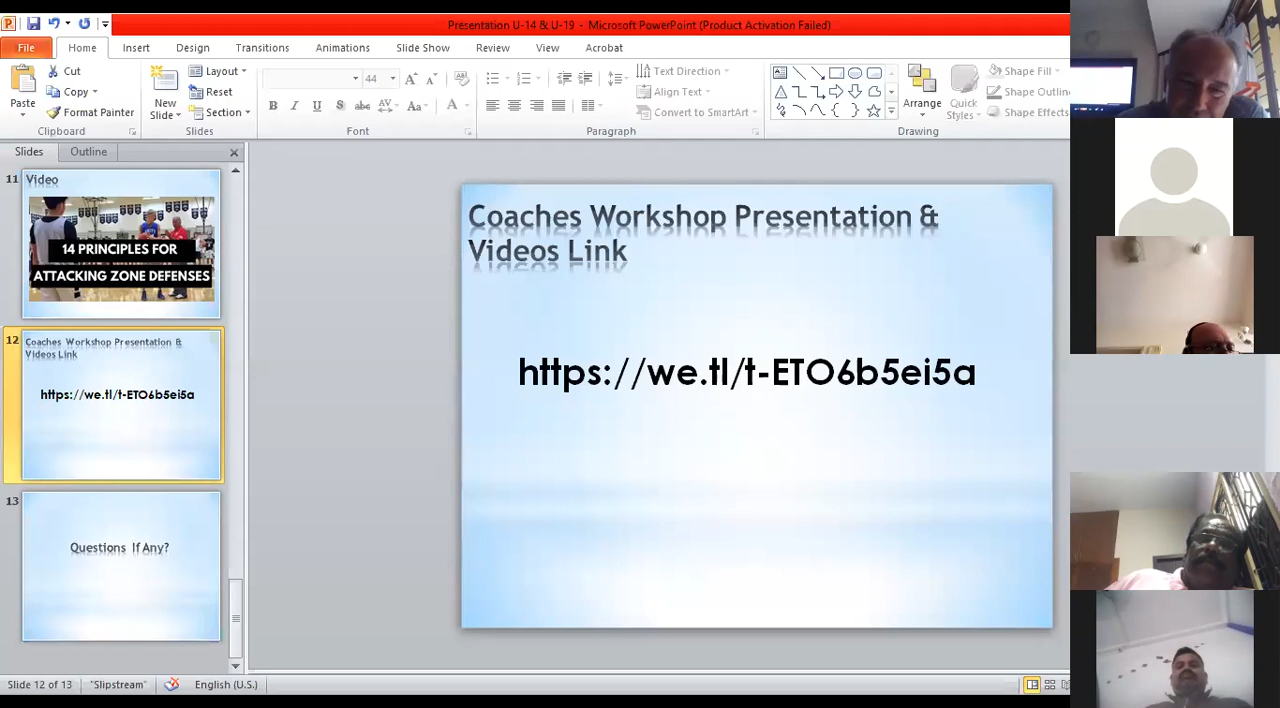 Presentation U-14 & U-19 - Microsoft PowerPoint (Product Activation Failed)
File Home Insert Design Transitions Animations Slide Show Review View Acrobat
Paste
Cut
Copy
Format Painter
Clipboard
New
Slide
Layout
Reset
Section
Slides
44
Font
Text Direction
Align Text
Convert to SmartArt
Paragraph
Arrange
Quick
Styles
Shape Fill
Shape Outlin
Shape Effects
Drawing
Slides Outline
11
Video
14 PRINCIPLES FOR
ATTACKING ZONE DEFENSES
12
Coaches Workshop Presentation &
Videos Link
https://we.tl/t-ETO6b5ei5a
13
Questions If Any?
Coaches Workshop Presentation &
Videos Link
https://we.tl/t-ETO6b5ei5a
Slide 12 of 13 "Slipstream" English (U.S.)